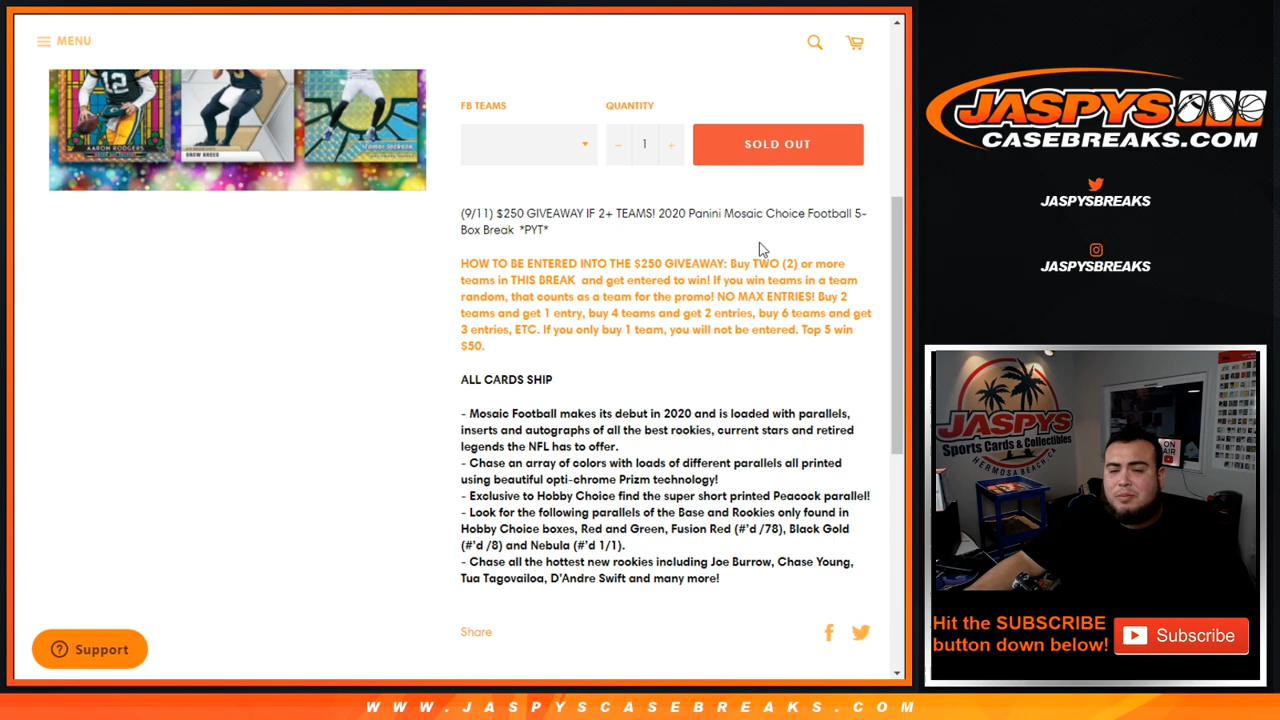 MENU
AARON RODGERS
DREW BREES
FB TEAMS
QUANTITY
− 1 +
SOLD OUT
(9/11) $250 GIVEAWAY IF 2+ TEAMS! 2020 Panini Mosaic Choice Football 5-
Box Break *PYT*
HOW TO BE ENTERED INTO THE $250 GIVEAWAY: Buy TWO (2) or more
teams in THIS BREAK and get entered to win! If you win teams in a team
random, that counts as a team for the promo! NO MAX ENTRIES! Buy 2
teams and get 1 entry, buy 4 teams and get 2 entries, buy 6 teams and get
3 entries, ETC. If you only buy 1 team, you will not be entered. Top 5 win
$50.
ALL CARDS SHIP
- Mosaic Football makes its debut in 2020 and is loaded with parallels,
inserts and autographs of all the best rookies, current stars and retired
legends the NFL has to offer.
- Chase an array of colors with loads of different parallels all printed
using beautiful opti-chrome Prizm technology!
- Exclusive to Hobby Choice find the super short printed Peacock parallel!
- Look for the following parallels of the Base and Rookies only found in
Hobby Choice boxes, Red and Green, Fusion Red (#'d /78), Black Gold
(#'d /8) and Nebula (#'d 1/1).
- Chase all the hottest new rookies including Joe Burrow, Chase Young,
Tua Tagovailoa, D'Andre Swift and many more!
Share
Support
JASPYS
CASEBREAKS.COM
JASPYSBREAKS
JASPYSBREAKS
JASPYS
Sports Cards & Collectibles
HERMOSA BEACH, CA
ON
AIR
Hit the SUBSCRIBE
button down below!
Subscribe
WWW.JASPYSCASEBREAKS.COM